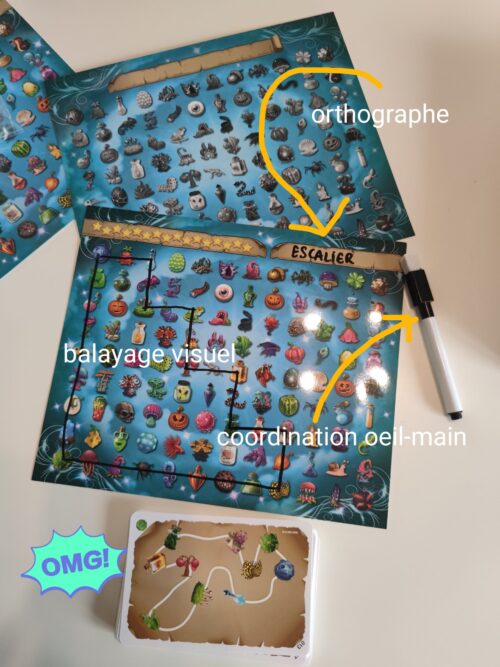 orthographe
ESCALIER
balayage visuel
coordination oeil-main
OMG!